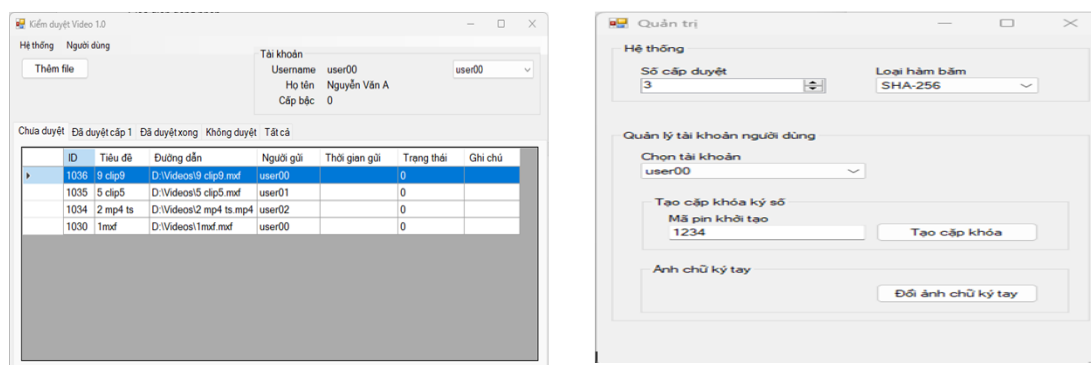 Kiểm duyệt Video 1.0
Hệ thống Người dùng
Thêm file
Tài khoản
Username user00 user00
Họ tên Nguyễn Văn A
Cấp bậc 0
Chưa duyệt Đã duyệt cấp 1 Đã duyệt xong Không duyệt Tất cả
ID Tiêu đề Đường dẫn Người gửi Thời gian gửi Trạng thái Ghi chú
1036 9 clip9 D:\Videos\9 clip9.mxf user00 0
1035 5 clip5 D:\Videos\5 clip5.mxf user01 0
1034 2 mp4 ts D:\Videos\2 mp4 ts.mp4 user02 0
1030 1mxf D:\Videos\1mxf.mxf user00 0
Quản trị
Hệ thống
Số cấp duyệt Loại hàm băm
3 SHA-256
Quản lý tài khoản người dùng
Chọn tài khoản
user00
Tạo cặp khóa ký số
Mã pin khởi tạo
1234 Tạo cặp khóa
Ảnh chữ ký tay
Đổi ảnh chữ ký tay